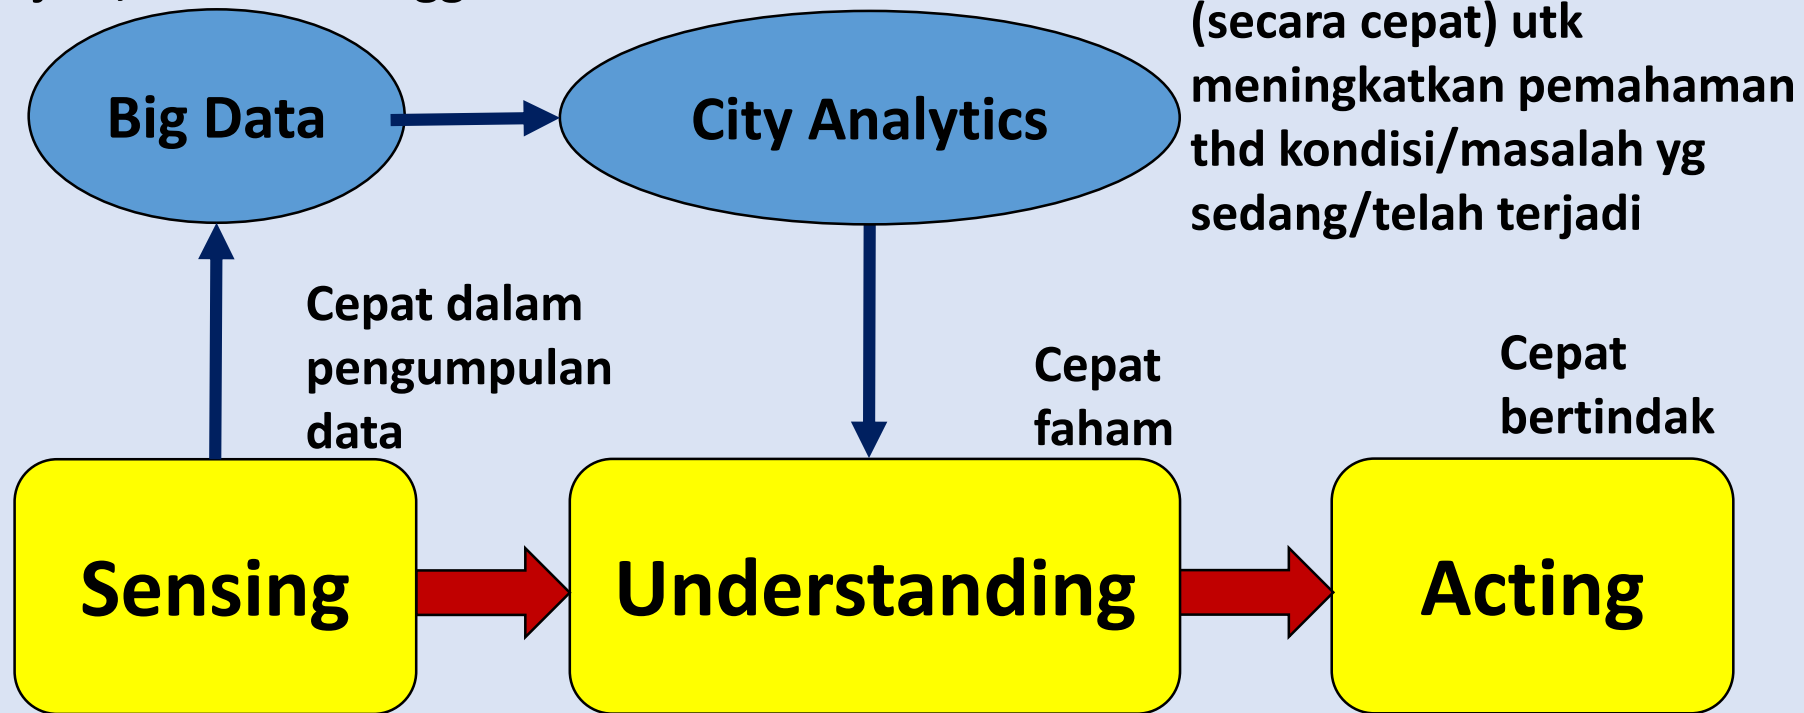 (secara cepat) utk
meningkatkan pemahaman
thd kondisi/masalah yg
sedang/telah terjadi
Big Data
City Analytics
Cepat dalam
pengumpulan
data
Cepat
faham
Cepat
bertindak
Sensing
Understanding
Acting